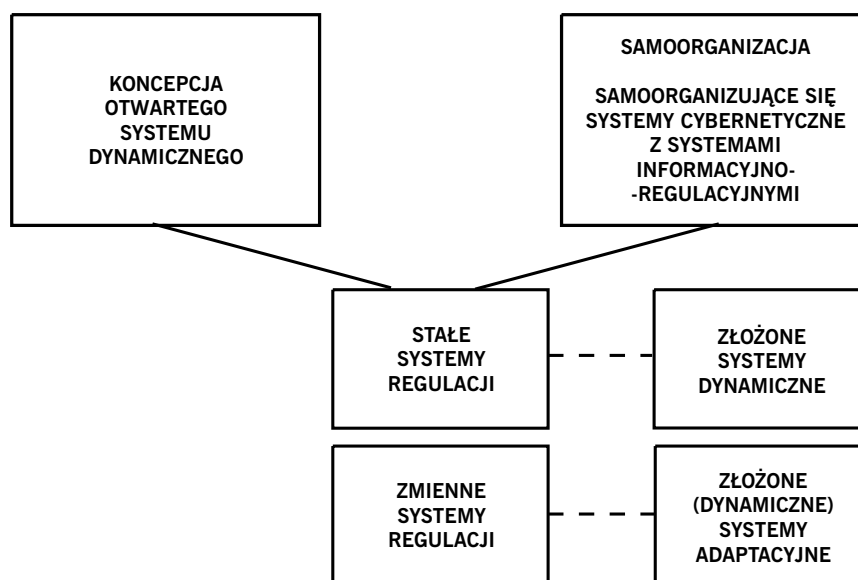 KONCEPCJA
OTWARTEGO
SYSTEMU
DYNAMICZNEGO
SAMOORGANIZACJA
SAMOORGANIZUJĄCE SIĘ
SYSTEMY CYBERNETYCZNE
Z SYSTEMAMI
INFORMACYJNO-
-REGULACYJNYMI
STAŁE
SYSTEMY
REGULACJI
ZŁOŻONE
SYSTEMY
DYNAMICZNE
ZMIENNE
SYSTEMY
REGULACJI
ZŁOŻONE
(DYNAMICZNE)
SYSTEMY
ADAPTACYJNE